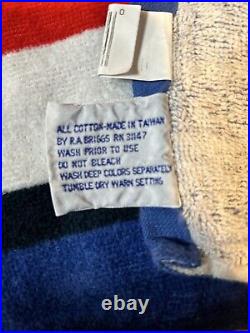 0
ALL COTTON-MADE IN TAIWAN
BY R.A. BRIGGS RN 31147
WASH PRIOR TO USE
DO NOT BLEACH
WASH DEEP COLORS SEPARATELY
TUMBLE DRY WARM SETTING